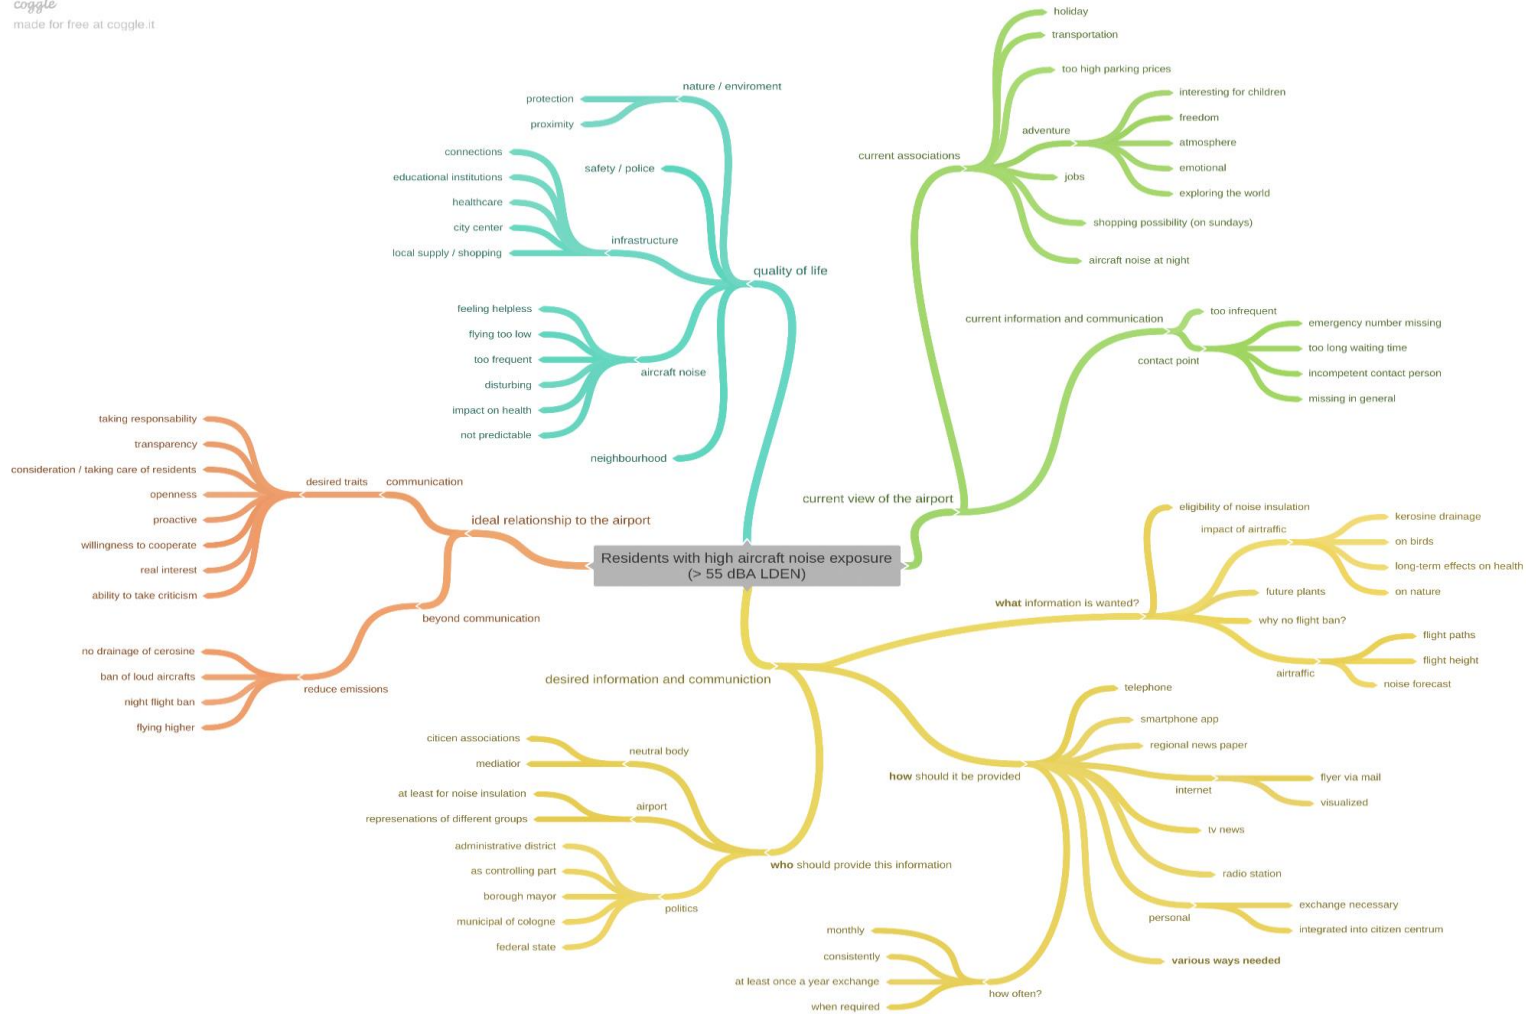 coggle
made for free at coggle.it
holiday
transportation
too high parking prices
interesting for children
freedom
adventure
atmosphere
emotional
exploring the world
current associations
jobs
shopping possibility (on sundays)
aircraft noise at night
nature / enviroment
protection
proximity
safety / police
connections
educational institutions
healthcare
city center
local supply / shopping
infrastructure
quality of life
feeling helpless
flying too low
too frequent
disturbing
impact on health
not predictable
aircraft noise
neighbourhood
current information and communication
too infrequent
contact point
emergency number missing
too long waiting time
incompetent contact person
missing in general
current view of the airport
taking responsability
transparency
consideration / taking care of residents
openness
proactive
willingness to cooperate
real interest
ability to take criticism
desired traits
communication
ideal relationship to the airport
beyond communication
no drainage of cerosine
ban of loud aircrafts
night flight ban
flying higher
reduce emissions
Residents with high aircraft noise exposure
(> 55 dBA LDEN)
eligibility of noise insulation
impact of airtraffic
kerosine drainage
on birds
long-term effects on health
on nature
what information is wanted?
future plants
why no flight ban?
airtraffic
flight paths
flight height
noise forecast
desired information and communiction
telephone
smartphone app
regional news paper
how should it be provided
internet
flyer via mail
visualized
tv news
radio station
personal
exchange necessary
integrated into citizen centrum
various ways needed
how often?
monthly
consistently
at least once a year exchange
when required
citicen associations
mediatior
neutral body
at least for noise insulation
represenations of different groups
airport
who should provide this information
administrative district
as controlling part
borough mayor
municipal of cologne
federal state
politics